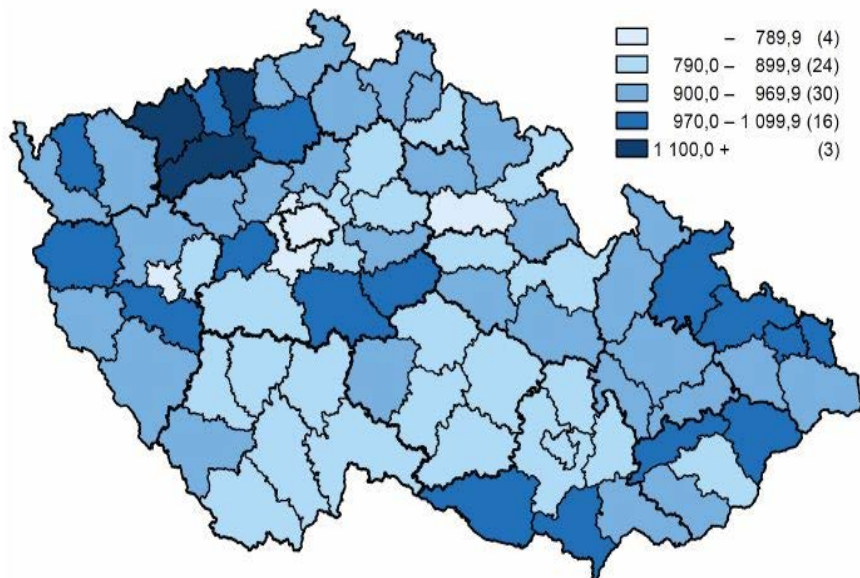 – 789,9 (4)
790,0 – 899,9 (24)
900,0 – 969,9 (30)
970,0 – 1 099,9 (16)
1 100,0 + (3)